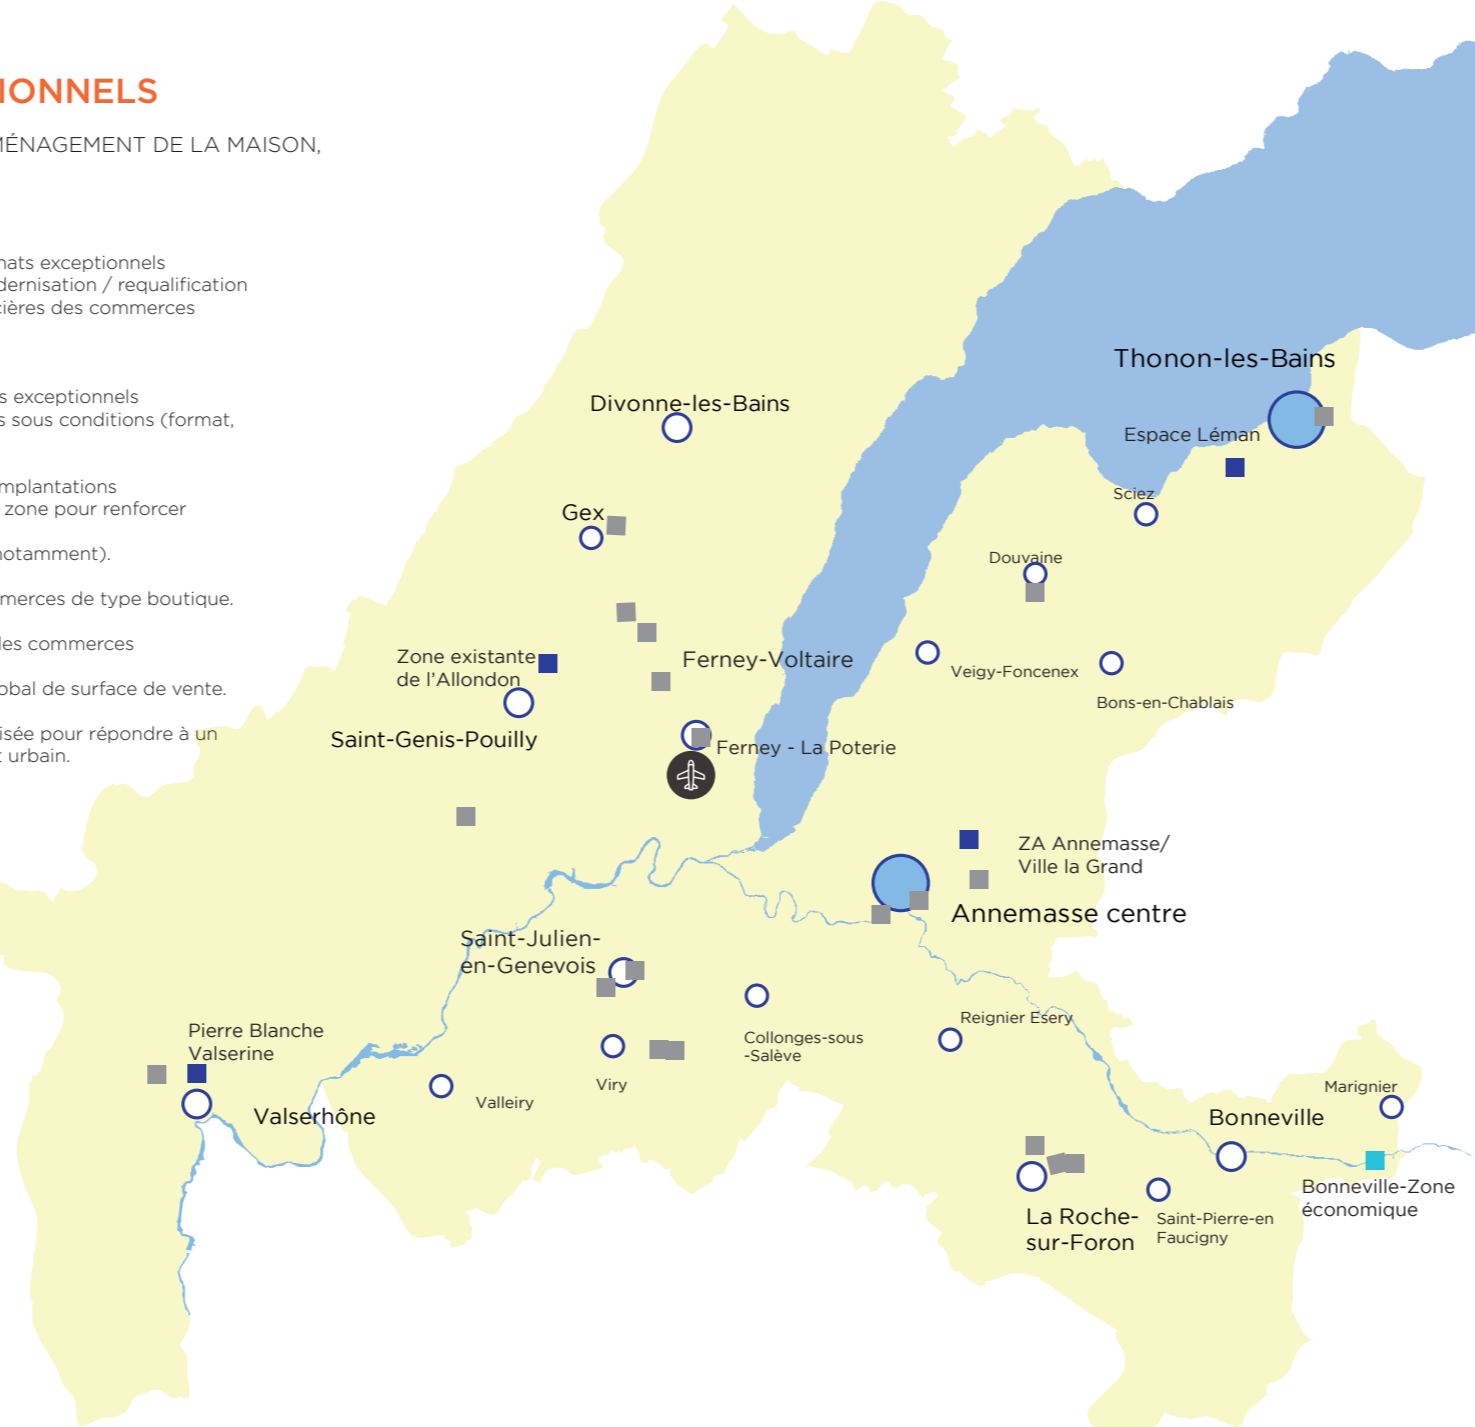 IONNELS
MÉNAGEMENT DE LA MAISON,
nats exceptionnels
dernisation / requalification
cières des commerces
s exceptionnels
s sous conditions (format,
mplantations
zone pour renforcer
notamment).
merces de type boutique.
des commerces
obal de surface de vente.
isée pour répondre à un
t urbain.
Thonon-les-Bains
Divonne-les-Bains
Espace Léman
Sciez
Gex
Douvaine
Zone existante
de l'Allondon
Ferney-Voltaire
Veigy-Foncenex
Bons-en-Chablais
Saint-Genis-Pouilly
Ferney - La Poterie
ZA Annemasse/
Ville la Grand
Annemasse centre
Saint-Julien-
en-Genevois
Reignier Esery
Pierre Blanche
Valserine
Collonges-sous
-Salève
Viry
Valleiry
Valserhône
Marignier
Bonneville
Bonneville-Zone
économique
La Roche-
sur-Foron
Saint-Pierre-en
Faucigny